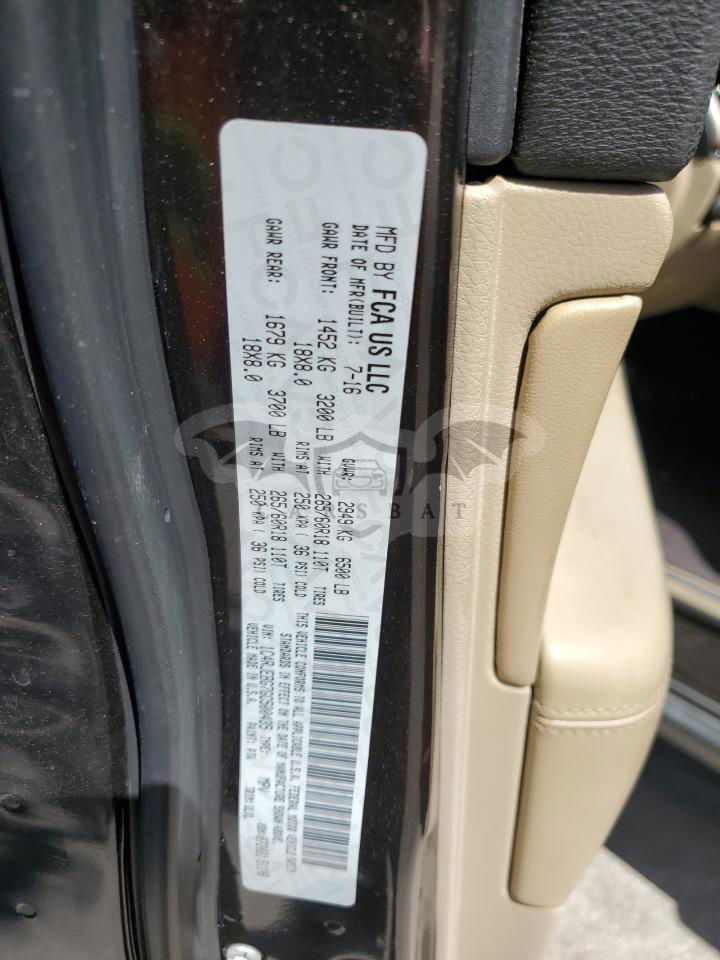 MFD BY FCA US LLC
DATE OF MFR(BUILT): 7-16 GVWR: 2949 KG 6500 LB
GAWR FRONT: 1452 KG 3200 LB WITH 265/60R18 110T TIRES
18X8.0 RIMS AT 250 KPA ( 36 PSI) COLD
GAWR REAR: 1679 KG 3700 LB WITH 265/60R18 110T TIRES
18X8.0 RIMS AT 250 KPA ( 36 PSI) COLD
THIS VEHICLE CONFORMS TO ALL APPLICABLE U.S.A. FEDERAL MOTOR VEHICLE SAFETY
STANDARDS IN EFFECT ON THE DATE OF MANUFACTURE SHOWN ABOVE.
VIN: TYPE: MPV
VEHICLE MADE IN U.S.A. PAINT: TRIM: